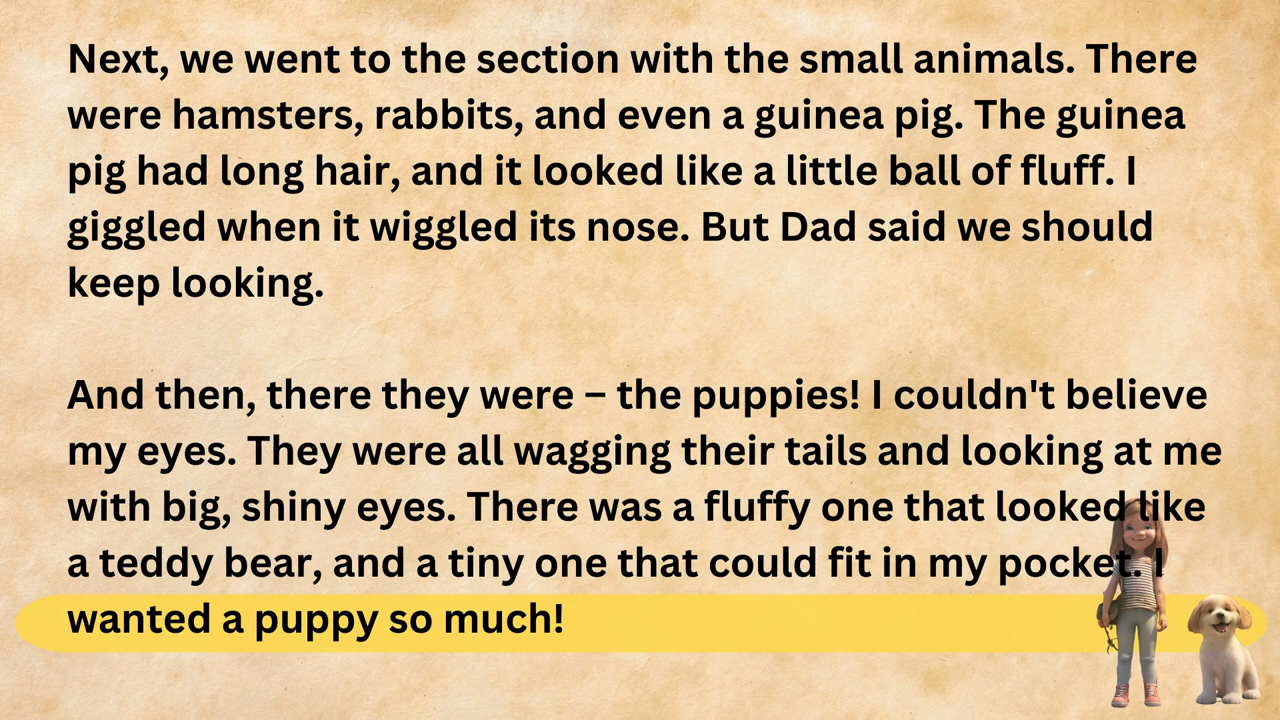 Next, we went to the section with the small animals. There
were hamsters, rabbits, and even a guinea pig. The guinea
pig had long hair, and it looked like a little ball of fluff. I
giggled when it wiggled its nose. But Dad said we should
keep looking.
And then, there they were – the puppies! I couldn't believe
my eyes. They were all wagging their tails and looking at me
with big, shiny eyes. There was a fluffy one that looked like
a teddy bear, and a tiny one that could fit in my pocket. I
wanted a puppy so much!